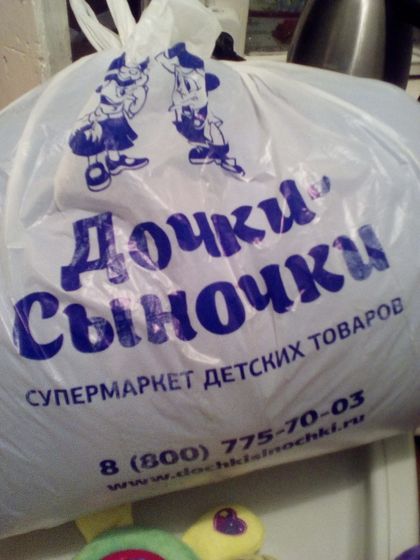 Дочки-
Сыночки
СУПЕРМАРКЕТ ДЕТСКИХ ТОВАРОВ
8 (800) 775-70-03
www.dochkisinochki.ru